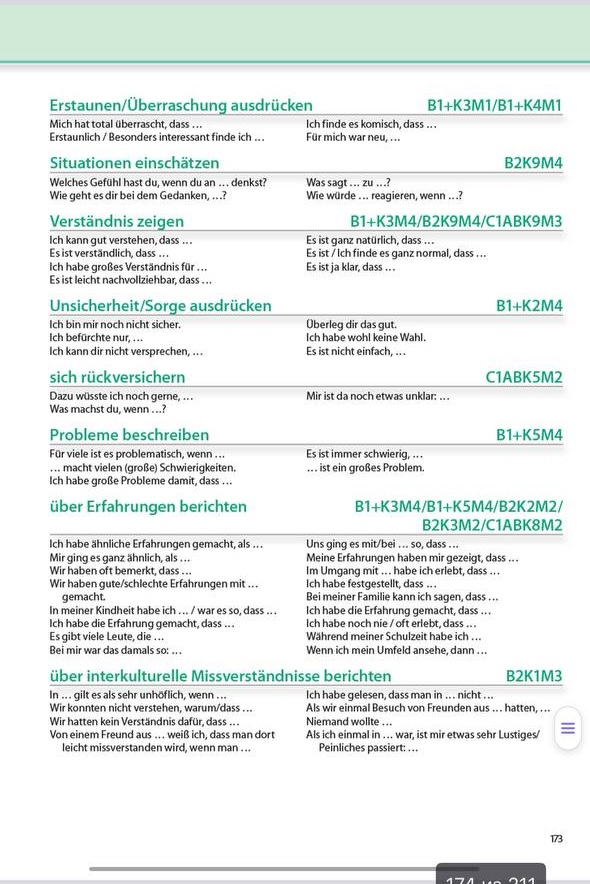 Erstaunen/Überraschung ausdrücken B1+K3M1/B1+K4M1
Mich hat total überrascht, dass …
Erstaunlich / Besonders interessant finde ich …
Ich finde es komisch, dass …
Für mich war neu, …
Situationen einschätzen B2K9M4
Welches Gefühl hast du, wenn du an … denkst?
Wie geht es dir bei dem Gedanken, …?
Was sagt … zu …?
Wie würde … reagieren, wenn …?
Verständnis zeigen B1+K3M4/B2K9M4/C1ABK9M3
Ich kann gut verstehen, dass …
Es ist verständlich, dass …
Ich habe großes Verständnis für …
Es ist leicht nachvollziehbar, dass …
Es ist ganz natürlich, dass …
Es ist / Ich finde es ganz normal, dass …
Es ist ja klar, dass …
Unsicherheit/Sorge ausdrücken B1+K2M4
Ich bin mir noch nicht sicher.
Ich befürchte nur, …
Ich kann dir nicht versprechen, …
Überleg dir das gut.
Ich habe wohl keine Wahl.
Es ist nicht einfach, …
sich rückversichern C1ABK5M2
Dazu wüsste ich noch gerne, …
Was machst du, wenn …?
Mir ist da noch etwas unklar: …
Probleme beschreiben B1+K5M4
Für viele ist es problematisch, wenn …
… macht vielen (große) Schwierigkeiten.
Ich habe große Probleme damit, dass …
Es ist immer schwierig, …
… ist ein großes Problem.
über Erfahrungen berichten B1+K3M4/B1+K5M4/B2K2M2/
B2K3M2/C1ABK8M2
Ich habe ähnliche Erfahrungen gemacht, als …
Mir ging es ganz ähnlich, als …
Wir haben oft bemerkt, dass …
Wir haben gute/schlechte Erfahrungen mit …
gemacht.
In meiner Kindheit habe ich … / war es so, dass …
Ich habe die Erfahrung gemacht, dass …
Es gibt viele Leute, die …
Bei mir war das damals so: …
Uns ging es mit/bei … so, dass …
Meine Erfahrungen haben mir gezeigt, dass …
Im Umgang mit … habe ich erlebt, dass …
Ich habe festgestellt, dass …
Bei meiner Familie kann ich sagen, dass …
Ich habe die Erfahrung gemacht, dass …
Ich habe noch nie / oft erlebt, dass …
Während meiner Schulzeit habe ich …
Wenn ich mein Umfeld ansehe, dann …
über interkulturelle Missverständnisse berichten B2K1M3
In … gilt es als sehr unhöflich, wenn …
Wir konnten nicht verstehen, warum/dass …
Wir hatten kein Verständnis dafür, dass …
Von einem Freund aus … weiß ich, dass man dort
leicht missverstanden wird, wenn man …
Ich habe gelesen, dass man in … nicht …
Als wir einmal Besuch von Freunden aus … hatten, …
Niemand wollte …
Als ich einmal in … war, ist mir etwas sehr Lustiges/
Peinliches passiert: …
173
174 из 211